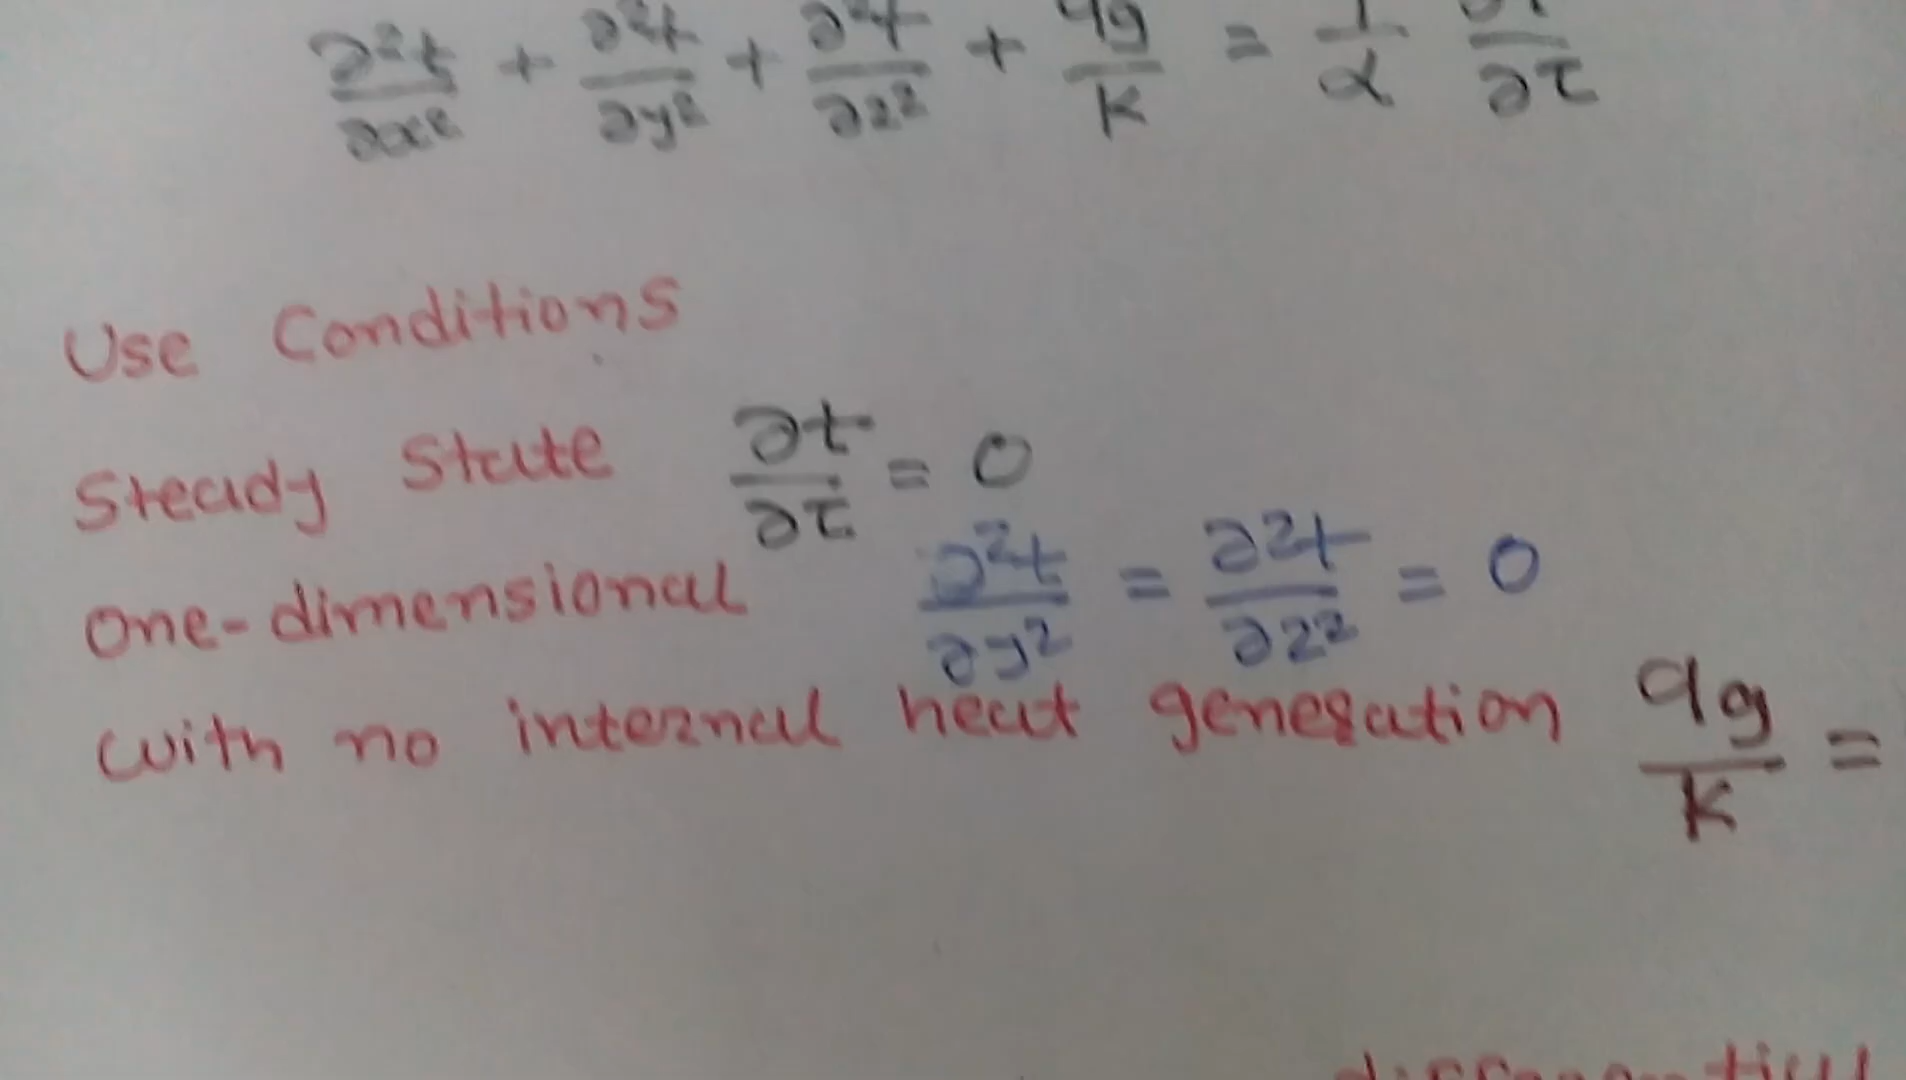 ∂²t/∂x² + ∂²t/∂y² + ∂²t/∂z² + qg/k = 1/α ∂t/∂τ
Use Conditions
Steady State ∂t/∂τ = 0
One-dimensional ∂²t/∂y² = ∂²t/∂z² = 0
With no internal heat generation qg/k =